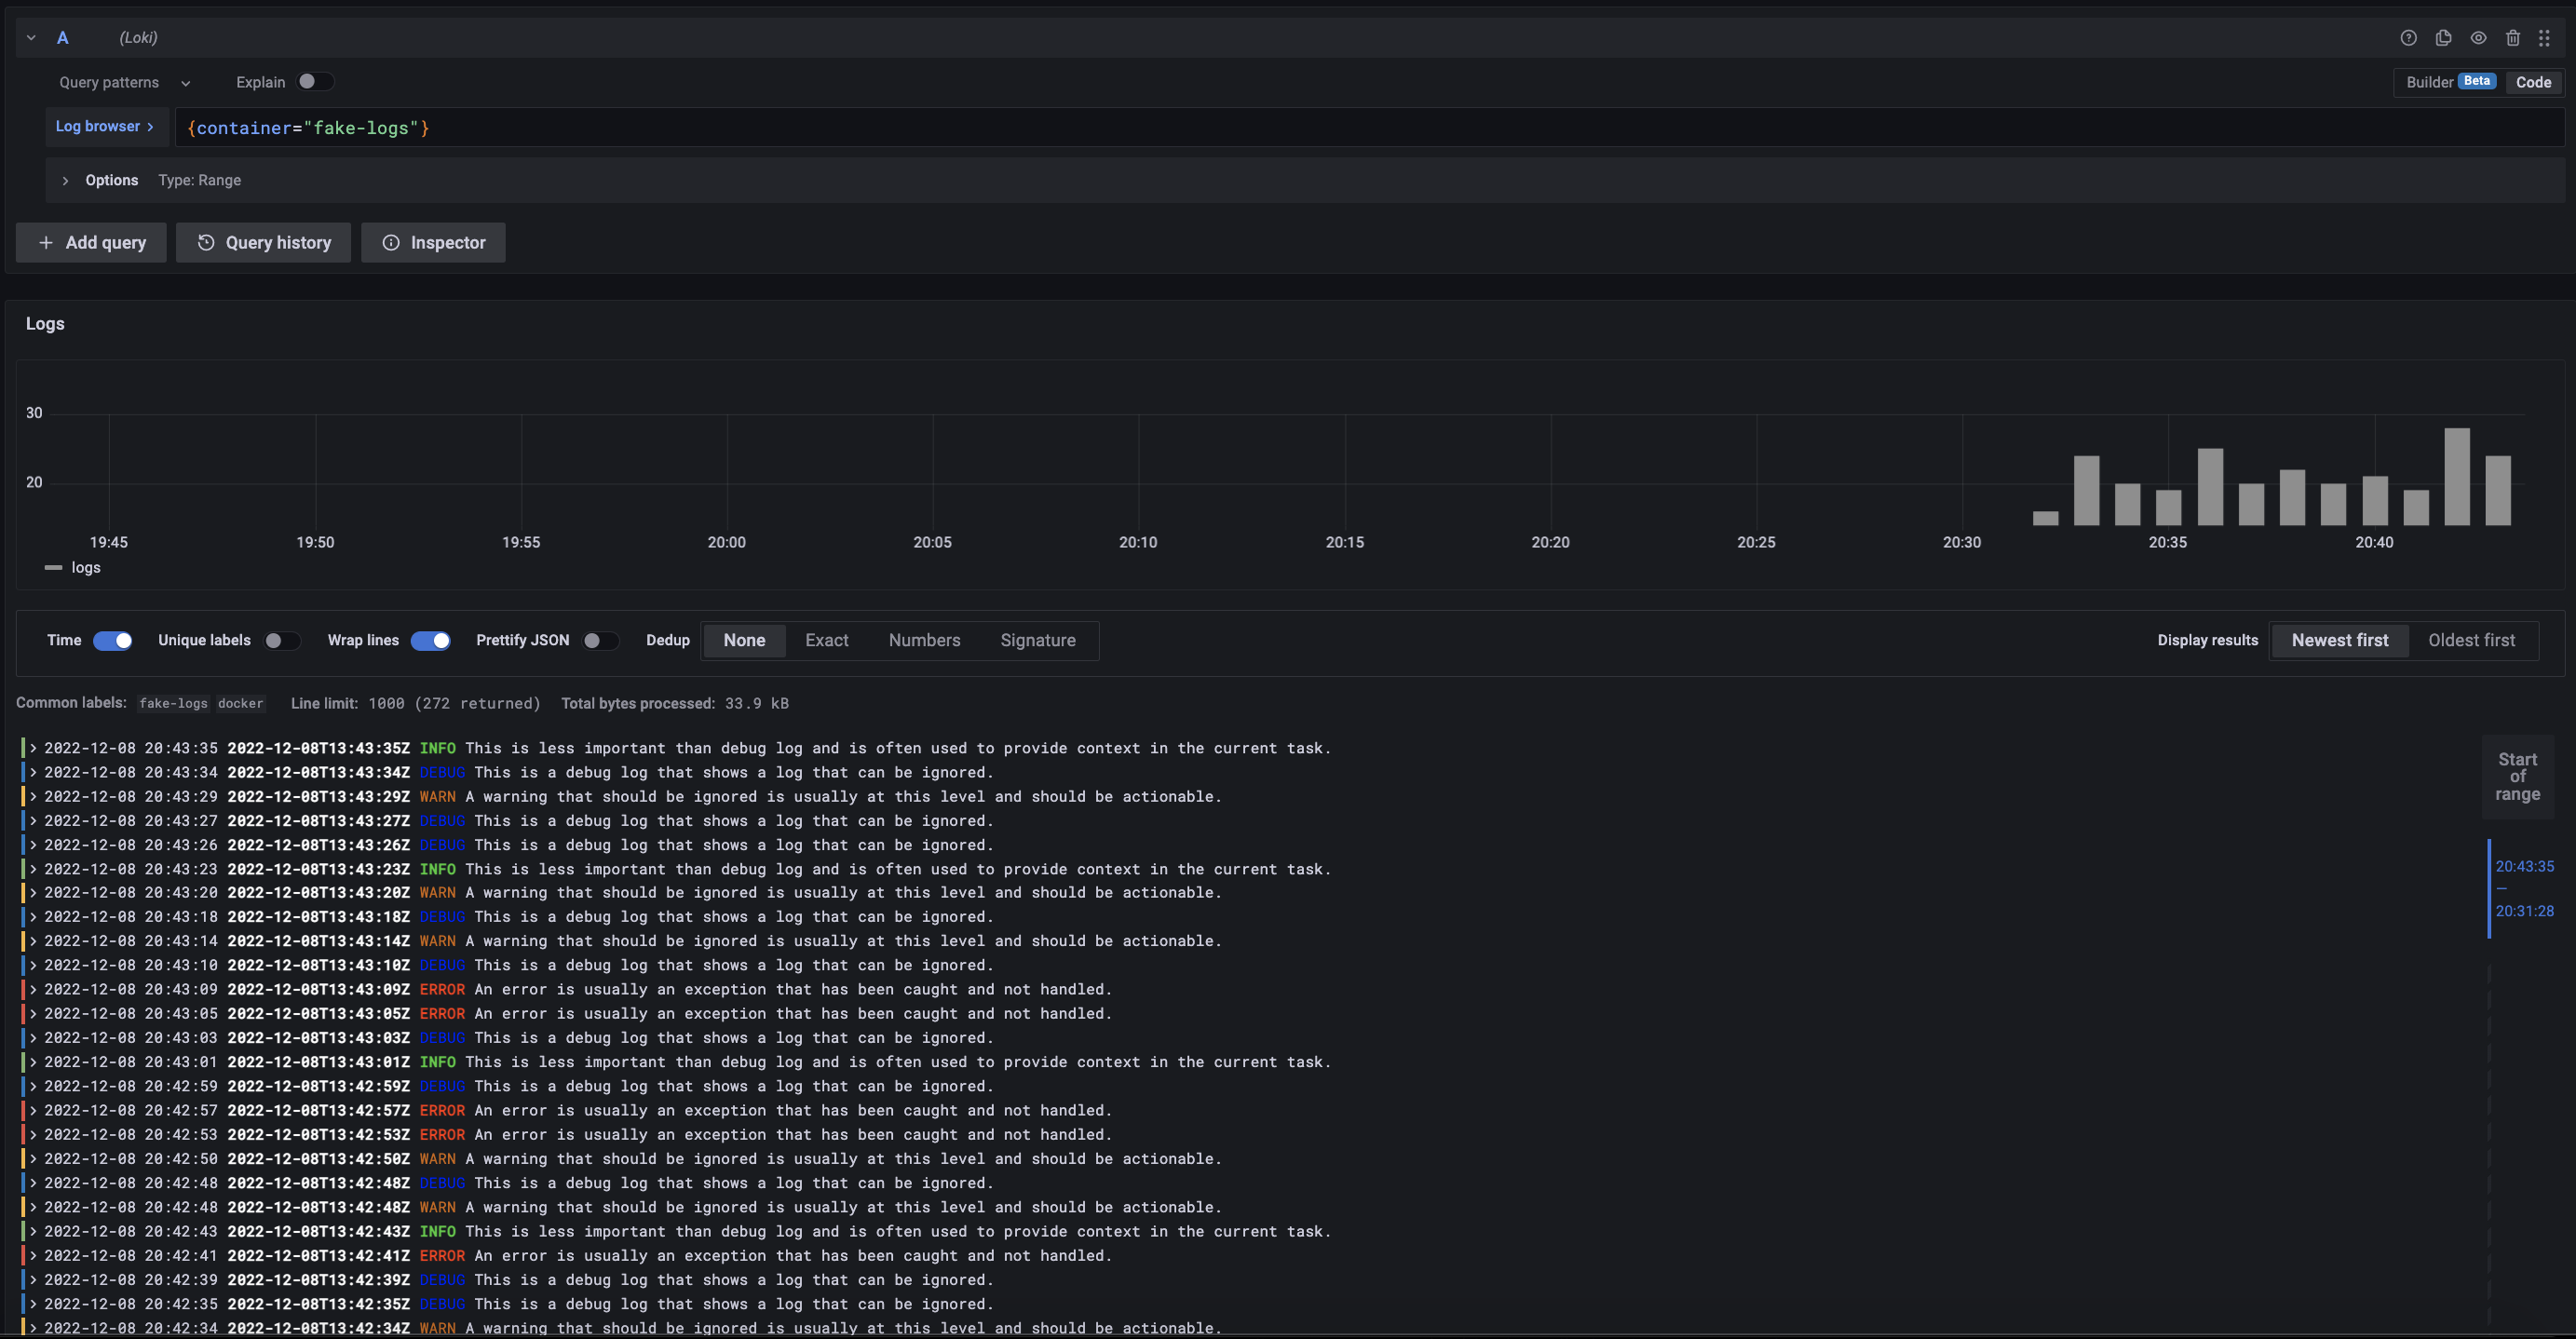 A (Loki)
Query patterns Explain Builder Beta Code
Log browser > {container="fake-logs"}
Options Type: Range
+ Add query Query history Inspector
Logs
30
20
19:45 19:50 19:55 20:00 20:05 20:10 20:15 20:20 20:25 20:30 20:35 20:40
logs
Time Unique labels Wrap lines Prettify JSON Dedup None Exact Numbers Signature Display results Newest first Oldest first
Common labels: fake-logs docker Line limit: 1000 (272 returned) Total bytes processed: 33.9 kB
> 2022-12-08 20:43:35 2022-12-08T13:43:35Z INFO This is less important than debug log and is often used to provide context in the current task.
> 2022-12-08 20:43:34 2022-12-08T13:43:34Z DEBUG This is a debug log that shows a log that can be ignored.
> 2022-12-08 20:43:29 2022-12-08T13:43:29Z WARN A warning that should be ignored is usually at this level and should be actionable.
> 2022-12-08 20:43:27 2022-12-08T13:43:27Z DEBUG This is a debug log that shows a log that can be ignored.
> 2022-12-08 20:43:26 2022-12-08T13:43:26Z DEBUG This is a debug log that shows a log that can be ignored.
> 2022-12-08 20:43:23 2022-12-08T13:43:23Z INFO This is less important than debug log and is often used to provide context in the current task.
> 2022-12-08 20:43:20 2022-12-08T13:43:20Z WARN A warning that should be ignored is usually at this level and should be actionable.
> 2022-12-08 20:43:18 2022-12-08T13:43:18Z DEBUG This is a debug log that shows a log that can be ignored.
> 2022-12-08 20:43:14 2022-12-08T13:43:14Z WARN A warning that should be ignored is usually at this level and should be actionable.
> 2022-12-08 20:43:10 2022-12-08T13:43:10Z DEBUG This is a debug log that shows a log that can be ignored.
> 2022-12-08 20:43:09 2022-12-08T13:43:09Z ERROR An error is usually an exception that has been caught and not handled.
> 2022-12-08 20:43:05 2022-12-08T13:43:05Z ERROR An error is usually an exception that has been caught and not handled.
> 2022-12-08 20:43:03 2022-12-08T13:43:03Z DEBUG This is a debug log that shows a log that can be ignored.
> 2022-12-08 20:43:01 2022-12-08T13:43:01Z INFO This is less important than debug log and is often used to provide context in the current task.
> 2022-12-08 20:42:59 2022-12-08T13:42:59Z DEBUG This is a debug log that shows a log that can be ignored.
> 2022-12-08 20:42:57 2022-12-08T13:42:57Z ERROR An error is usually an exception that has been caught and not handled.
> 2022-12-08 20:42:53 2022-12-08T13:42:53Z ERROR An error is usually an exception that has been caught and not handled.
> 2022-12-08 20:42:50 2022-12-08T13:42:50Z WARN A warning that should be ignored is usually at this level and should be actionable.
> 2022-12-08 20:42:48 2022-12-08T13:42:48Z DEBUG This is a debug log that shows a log that can be ignored.
> 2022-12-08 20:42:48 2022-12-08T13:42:48Z WARN A warning that should be ignored is usually at this level and should be actionable.
> 2022-12-08 20:42:43 2022-12-08T13:42:43Z INFO This is less important than debug log and is often used to provide context in the current task.
> 2022-12-08 20:42:41 2022-12-08T13:42:41Z ERROR An error is usually an exception that has been caught and not handled.
> 2022-12-08 20:42:39 2022-12-08T13:42:39Z DEBUG This is a debug log that shows a log that can be ignored.
> 2022-12-08 20:42:35 2022-12-08T13:42:35Z DEBUG This is a debug log that shows a log that can be ignored.
> 2022-12-08 20:42:34 2022-12-08T13:42:34Z WARN A warning that should be ignored is usually at this level and should be actionable.
Start
of
range
20:43:35
—
20:31:28